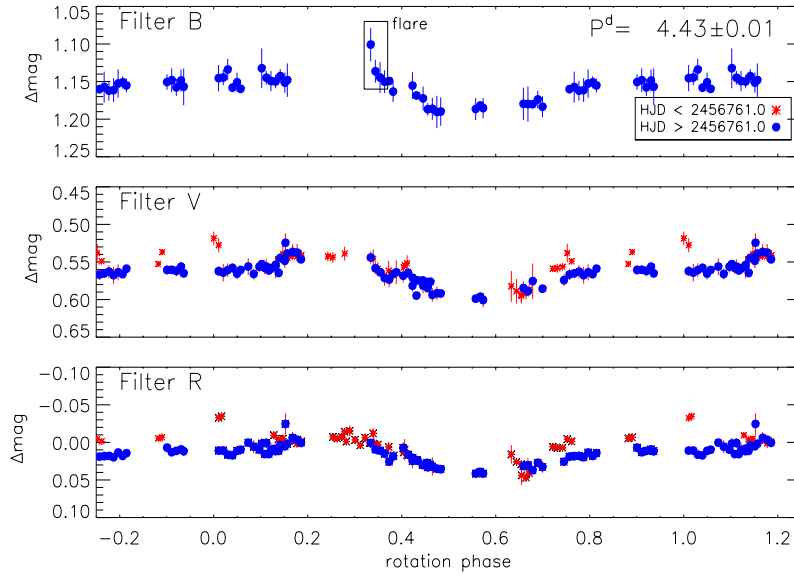 Filter B
flare
P^d= 4.43±0.01
1.05
1.10
1.15
1.20
1.25
Δmag
HJD < 2456761.0
HJD > 2456761.0
Filter V
0.45
0.50
0.55
0.60
0.65
Δmag
Filter R
-0.10
-0.05
0.00
0.05
0.10
Δmag
-0.2 0.0 0.2 0.4 0.6 0.8 1.0 1.2
rotation phase